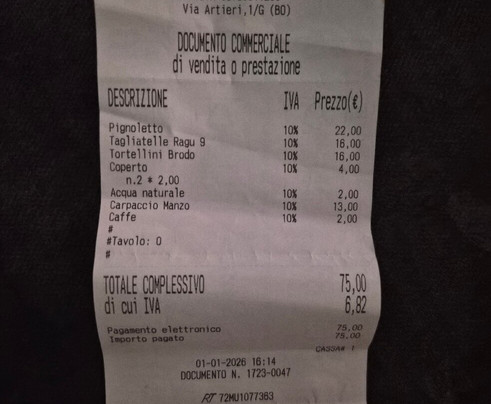 Via Artieri,1/G (BO)
DOCUMENTO COMMERCIALE
di vendita o prestazione
DESCRIZIONE IVA Prezzo(€)
Pignoletto 10% 22,00
Tagliatelle Ragu 9 10% 16,00
Tortellini Brodo 10% 16,00
Coperto 10% 4,00
n.2 * 2,00
Acqua naturale 10% 2,00
Carpaccio Manzo 10% 13,00
Caffe 10% 2,00
#
#Tavolo: 0
#
TOTALE COMPLESSIVO 75,00
di cui IVA 6,82
Pagamento elettronico 75,00
Importo pagato 75,00
CASSA# 1
01-01-2026 16:14
DOCUMENTO N. 1723-0047
RT 72MU1077363